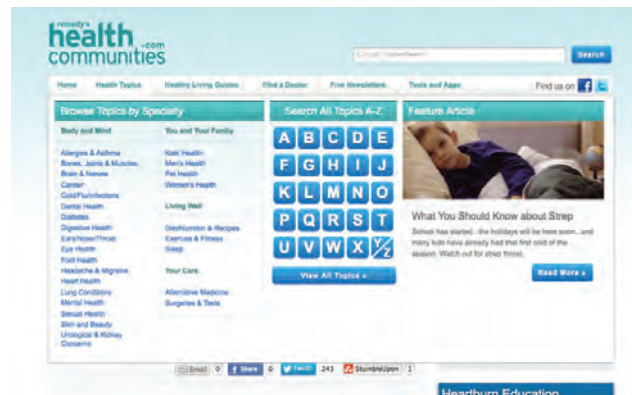 remedy's
health .com
communities
Search
Home Health Topics Healthy Living Guides Find a Doctor Free Newsletters Tools and Apps Find us on f
Browse Topics by Specialty
Body and Mind
Allergies & Asthma
Bones, Joints & Muscles
Brain & Nerves
Cancer
Cold/Flu/Infections
Dental Health
Diabetes
Digestive Health
Ears/Nose/Throat
Eye Health
Foot Health
Headache & Migraine
Heart Health
Lung Conditions
Mental Health
Sexual Health
Skin and Beauty
Urological & Kidney
Concerns
You and Your Family
Kids' Health
Men's Health
Pet Health
Women's Health
Living Well
Diet/Nutrition & Recipes
Exercise & Fitness
Sleep
Your Care
Alternative Medicine
Surgeries & Tests
Search All Topics A-Z
A B C D E
F G H I J
K L M N O
P Q R S T
U V W X Y/Z
View All Topics »
Feature Article
What You Should Know about Strep
School has started...the holidays will be here soon...and
many kids have already had that first cold of the
season. Watch out for strep throat.
Read More »
Email 0 f Share 0 Tweet 243 StumbleUpon 1
Heartburn Education